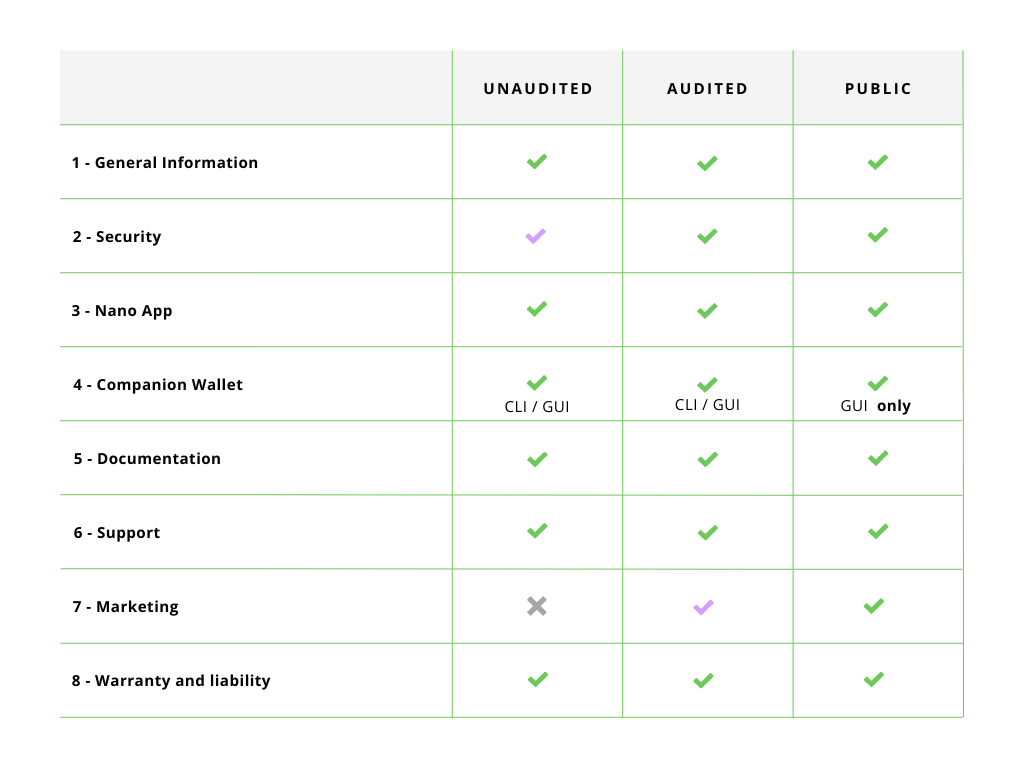 UNAUDITED AUDITED PUBLIC
1 - General Information
2 - Security
3 - Nano App
4 - Companion Wallet
CLI / GUI CLI / GUI GUI only
5 - Documentation
6 - Support
7 - Marketing
8 - Warranty and liability